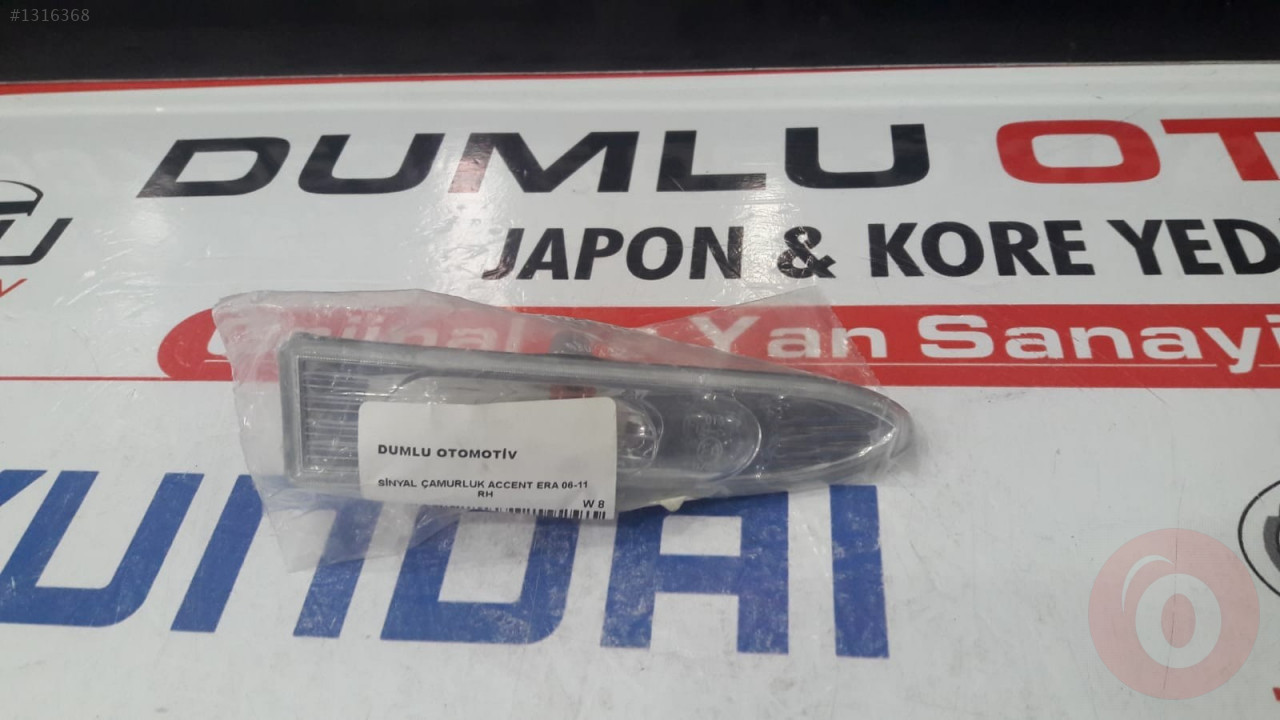 #1316368
DUMLU OT
JAPON & KORE YED
Yan Sanayi
DUMLU OTOMOTİV
SİNYAL ÇAMURLUK ACCENT ERA 06-11
RH
W 8
YUNDAI